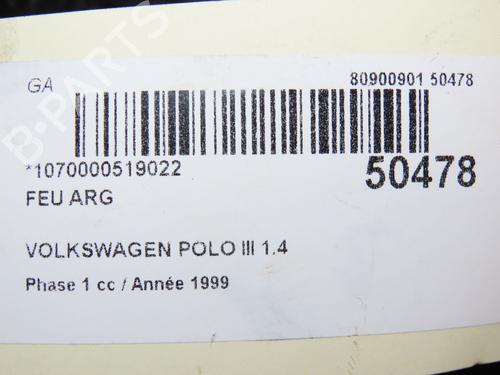 GA
80900901 50478
*1070000519022
50478
FEU ARG
VOLKSWAGEN POLO III 1.4
Phase 1 cc / Année 1999
B-PARTS